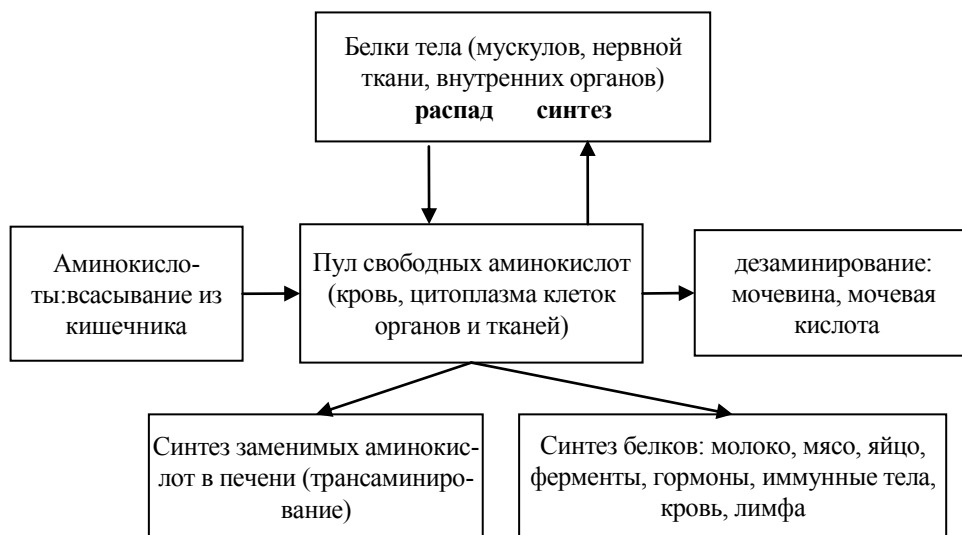 Белки тела (мускулов, нервной
ткани, внутренних органов)
распад синтез
Аминокисло-
ты:всасывание из
кишечника
Пул свободных аминокислот
(кровь, цитоплазма клеток
органов и тканей)
дезаминирование:
мочевина, мочевая
кислота
Синтез заменимых аминокис-
лот в печени (трансаминиро-
вание)
Синтез белков: молоко, мясо, яйцо,
ферменты, гормоны, иммунные тела,
кровь, лимфа